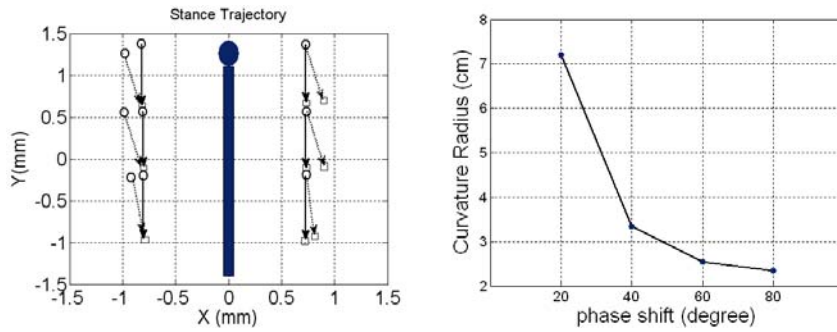 Stance Trajectory
1.5
1
0.5
0
-0.5
-1
-1.5
Y(mm)
-1.5 -1 -0.5 0 0.5 1 1.5
X (mm)
8
7
6
5
4
3
2
Curvature Radius (cm)
20 40 60 80
phase shift (degree)